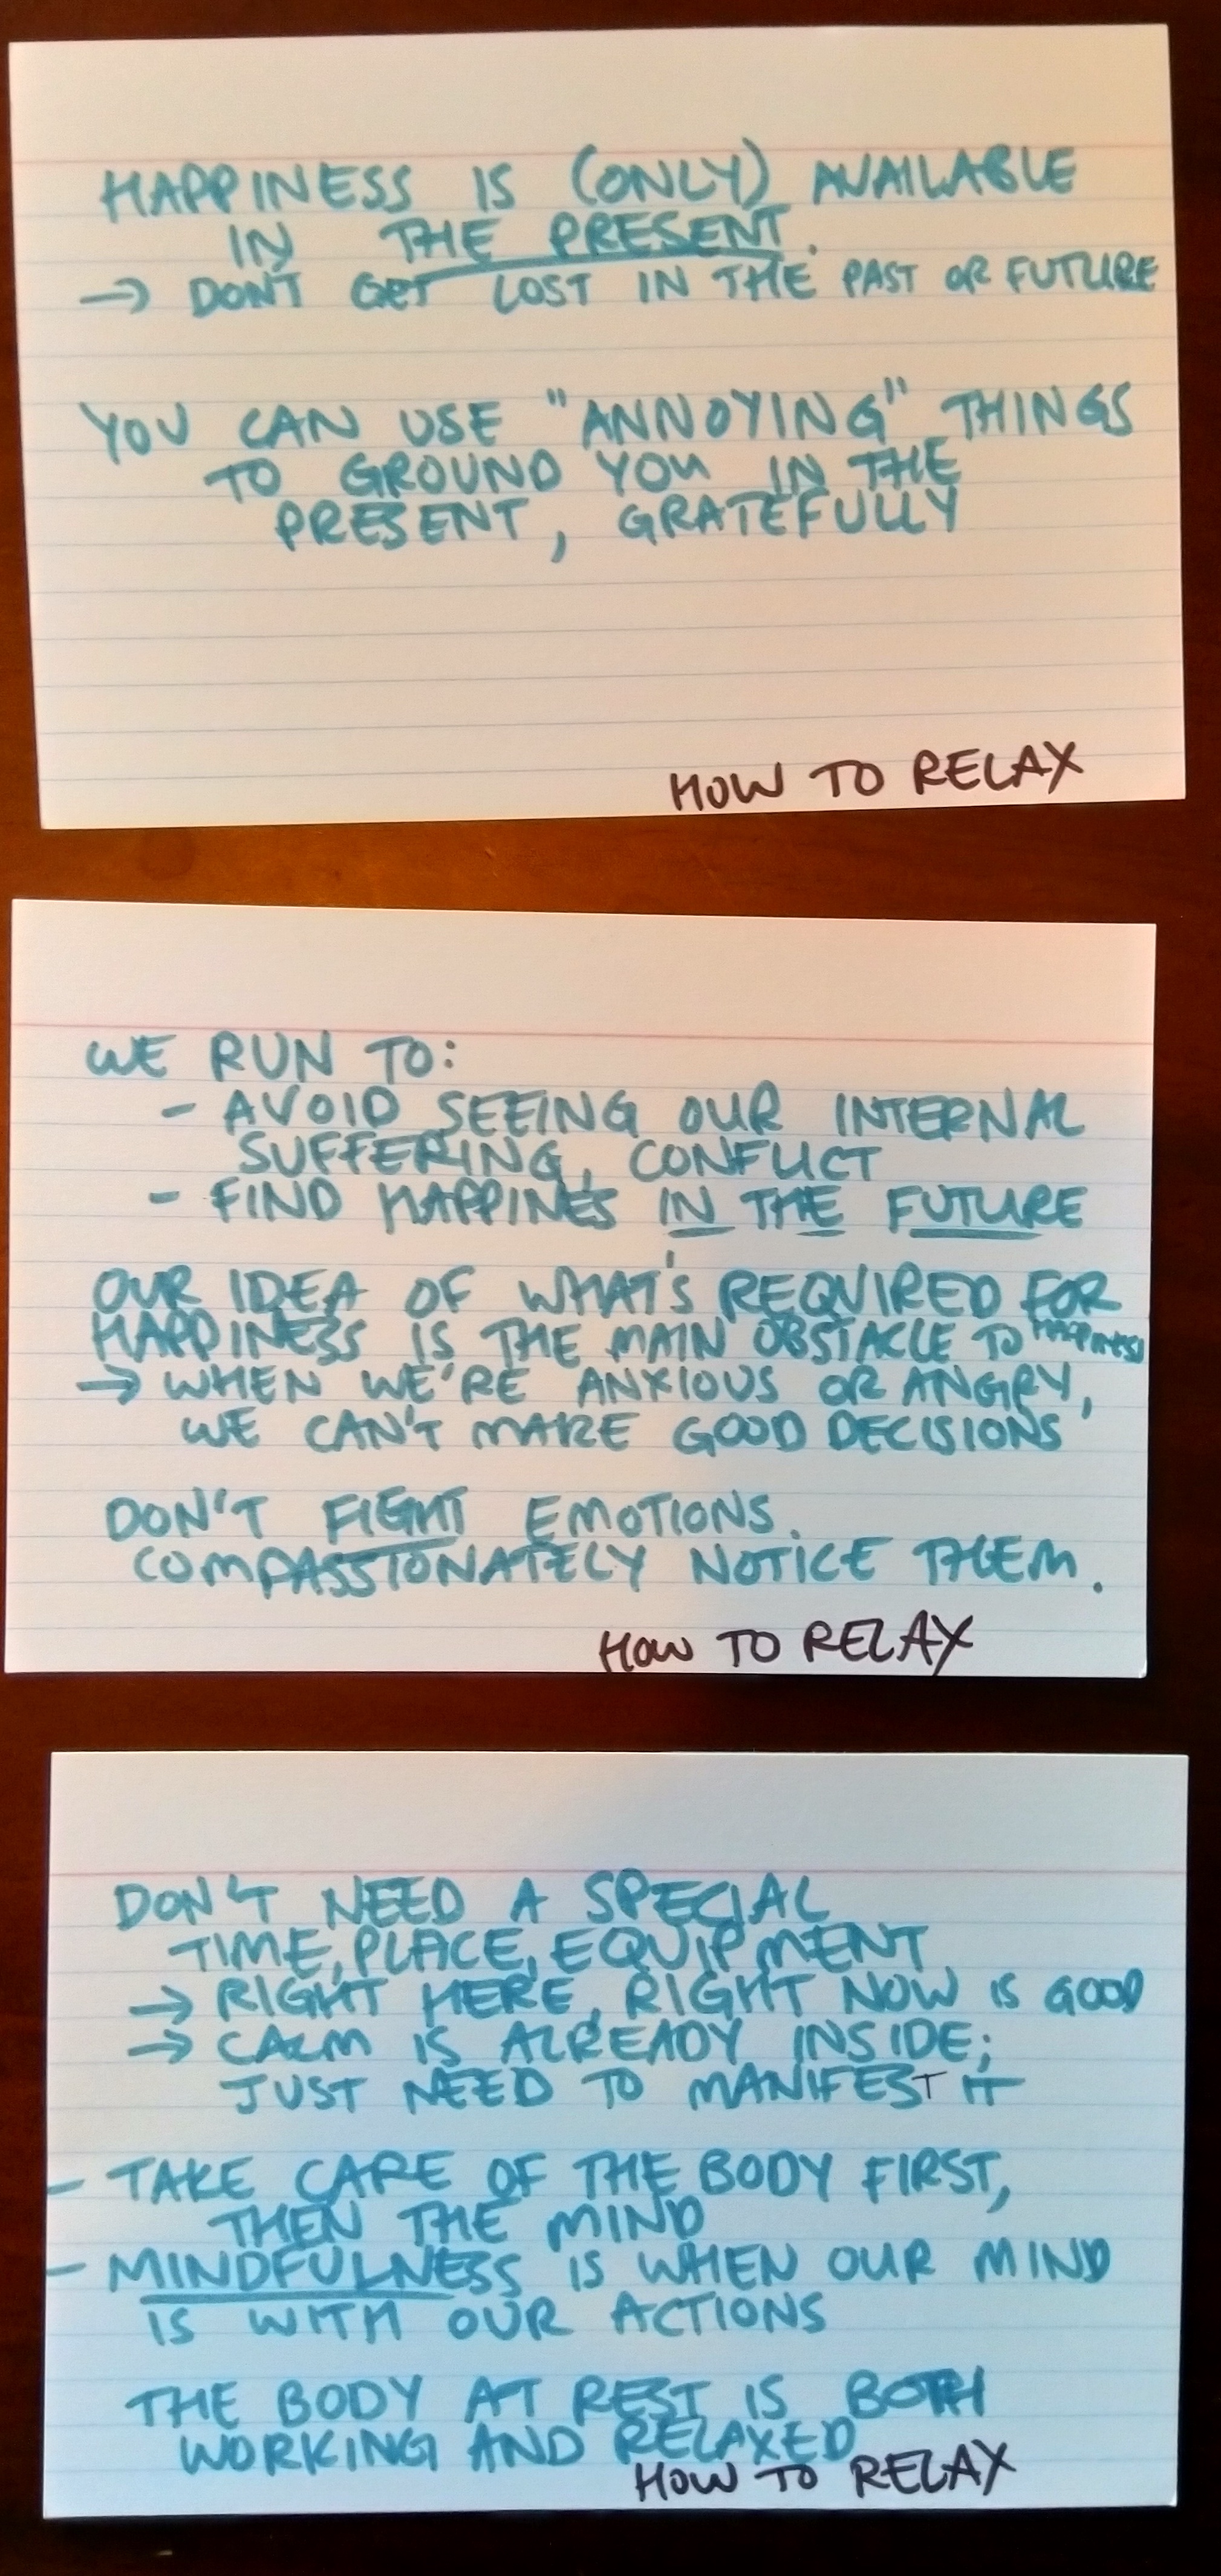 HAPPINESS IS (ONLY) AVAILABLE
IN THE PRESENT.
→ DON'T GET LOST IN THE PAST OR FUTURE
YOU CAN USE "ANNOYING" THINGS
TO GROUND YOU IN THE
PRESENT, GRATEFULLY
HOW TO RELAX
WE RUN TO:
- AVOID SEEING OUR INTERNAL
SUFFERING, CONFLICT
- FIND HAPPINES IN THE FUTURE
OUR IDEA OF WHAT'S REQUIRED FOR
HAPPINESS IS THE MAIN OBSTACLE TO HAPPINESS
→ WHEN WE'RE ANXIOUS OR ANGRY,
WE CAN'T MAKE GOOD DECISIONS
DON'T FIGHT EMOTIONS.
COMPASSIONATELY NOTICE THEM.
HOW TO RELAX
DON'T NEED A SPECIAL
TIME, PLACE, EQUIPMENT
→ RIGHT HERE, RIGHT NOW IS GOOD
→ CALM IS ALREADY INSIDE;
JUST NEED TO MANIFEST IT
- TAKE CARE OF THE BODY FIRST,
THEN THE MIND
- MINDFULNESS IS WHEN OUR MIND
IS WITH OUR ACTIONS
THE BODY AT REST IS BOTH
WORKING AND RELAXED
HOW TO RELAX